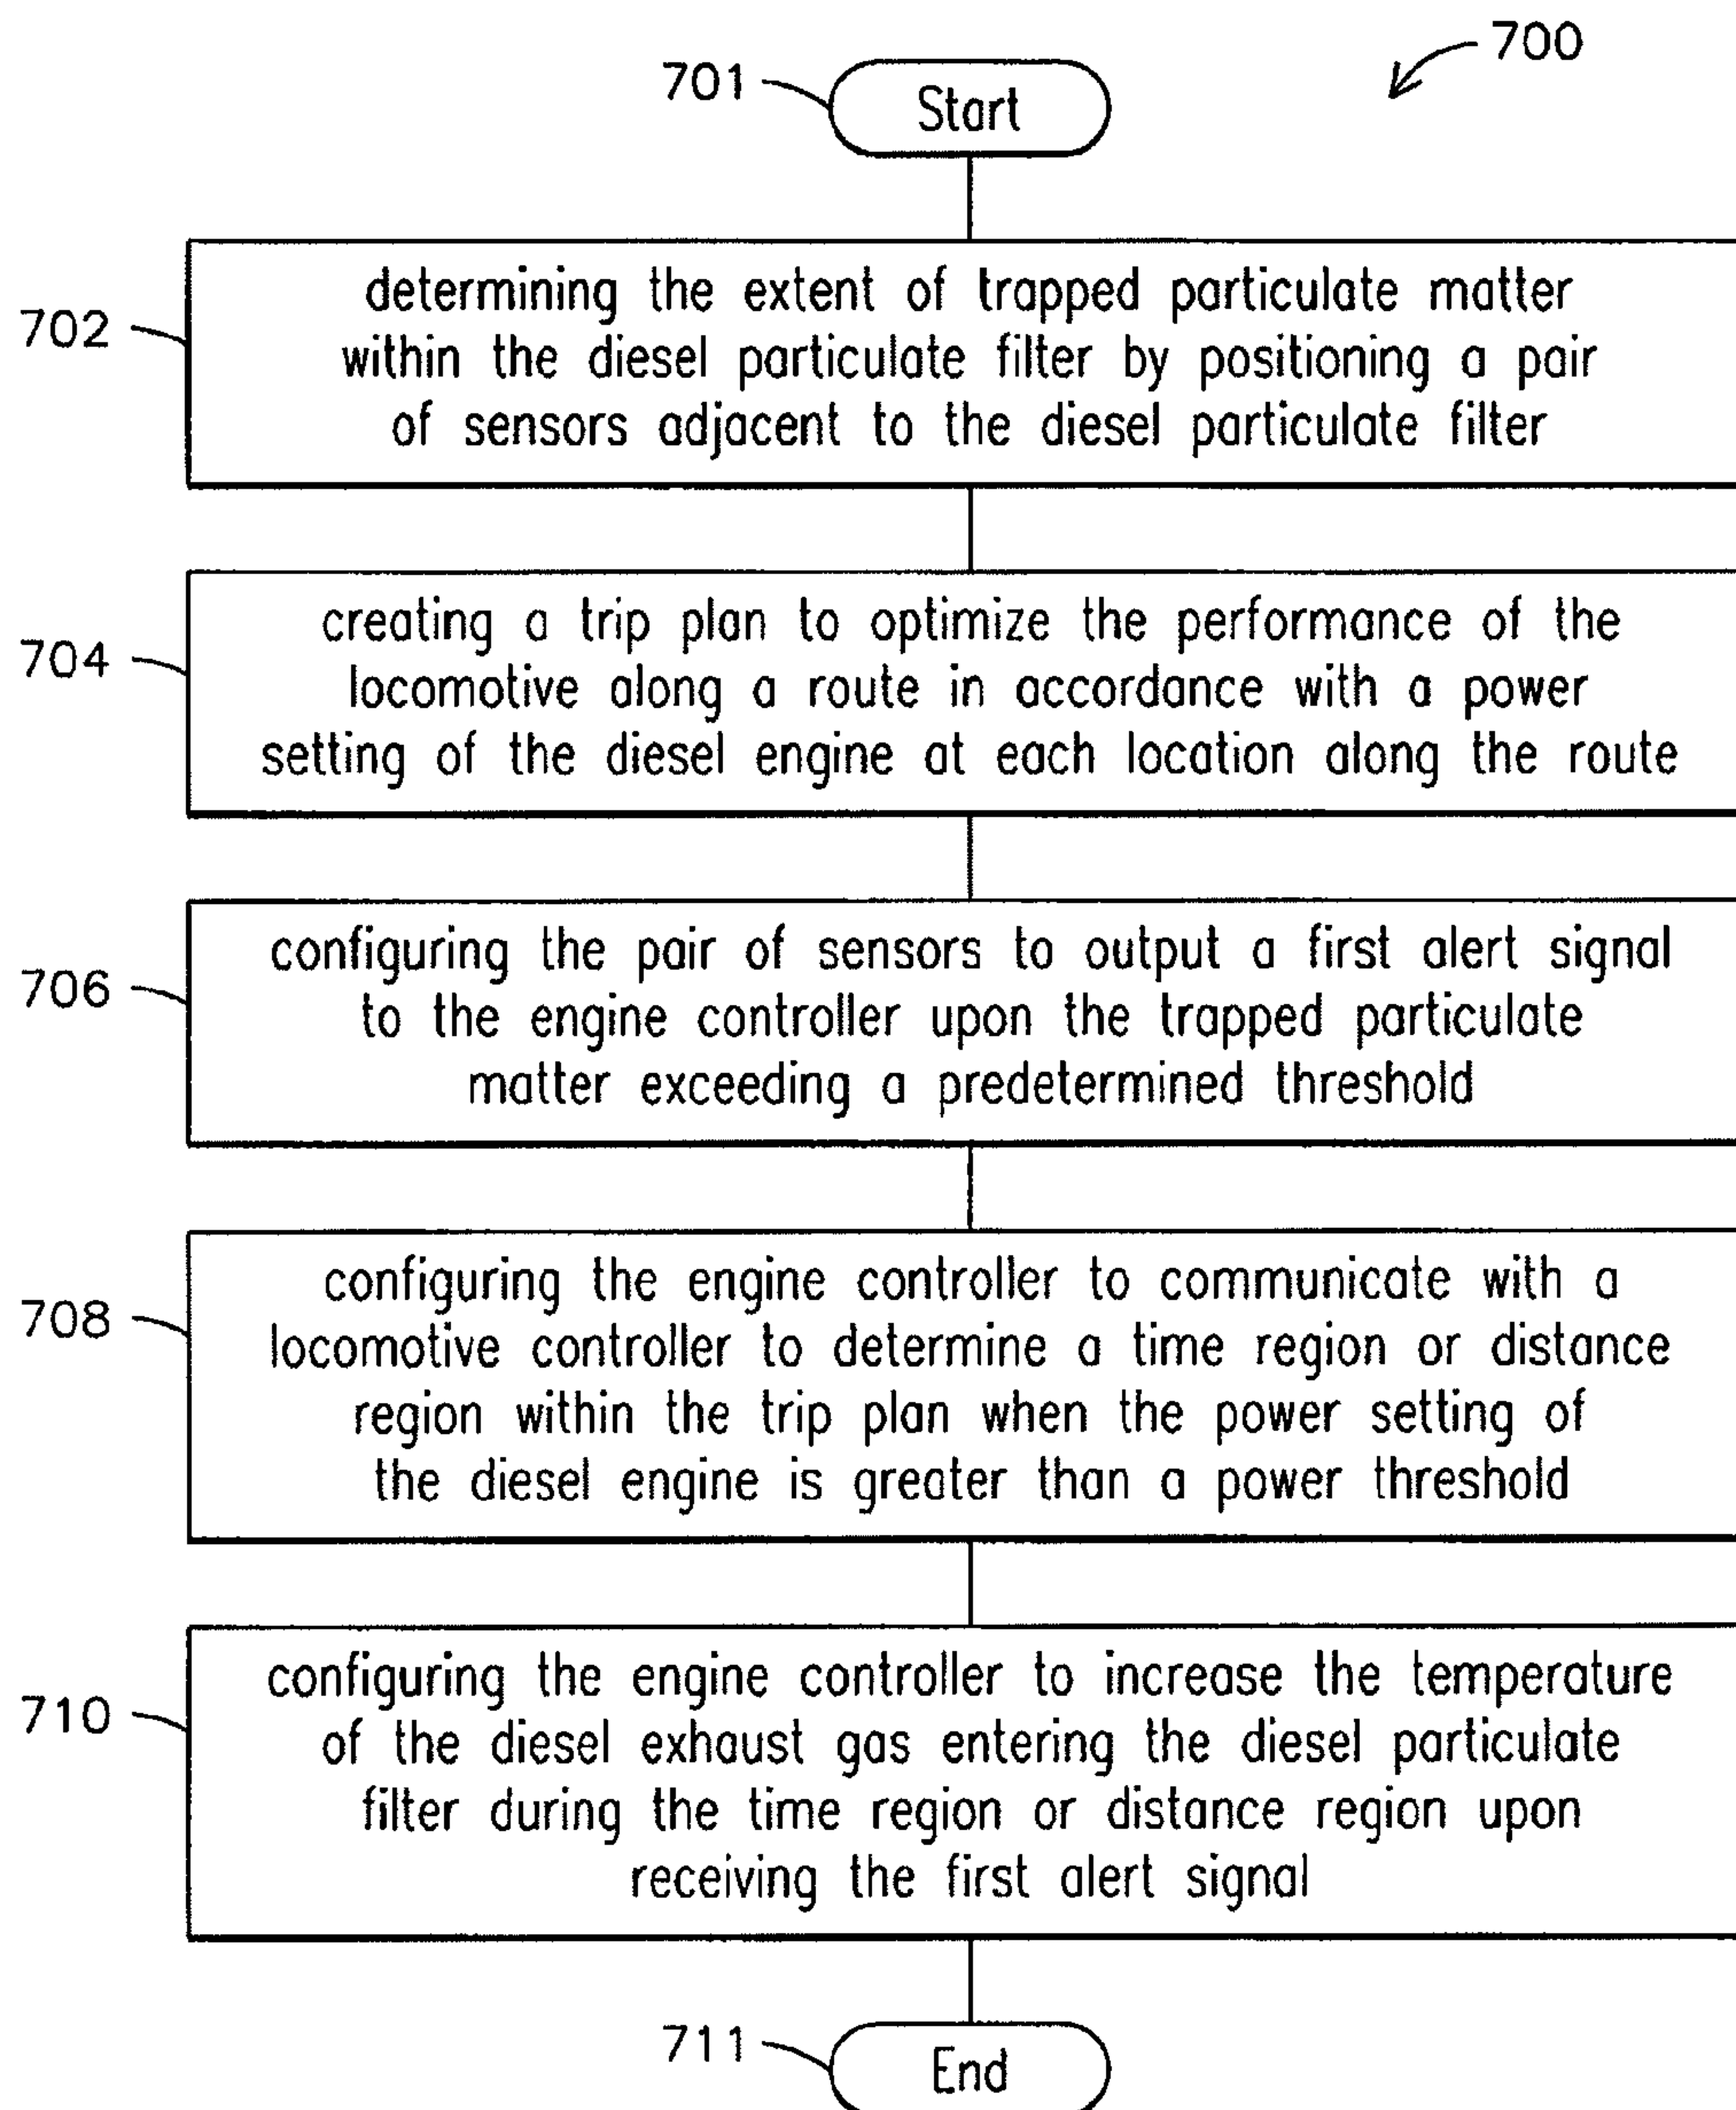 700
701
Start
702
determining the extent of trapped particulate matter
within the diesel particulate filter by positioning a pair
of sensors adjacent to the diesel particulate filter
704
creating a trip plan to optimize the performance of the
locomotive along a route in accordance with a power
setting of the diesel engine at each location along the route
706
configuring the pair of sensors to output a first alert signal
to the engine controller upon the trapped particulate
matter exceeding a predetermined threshold
708
configuring the engine controller to communicate with a
locomotive controller to determine a time region or distance
region within the trip plan when the power setting of
the diesel engine is greater than a power threshold
710
configuring the engine controller to increase the temperature
of the diesel exhaust gas entering the diesel particulate
filter during the time region or distance region upon
receiving the first alert signal
711
End